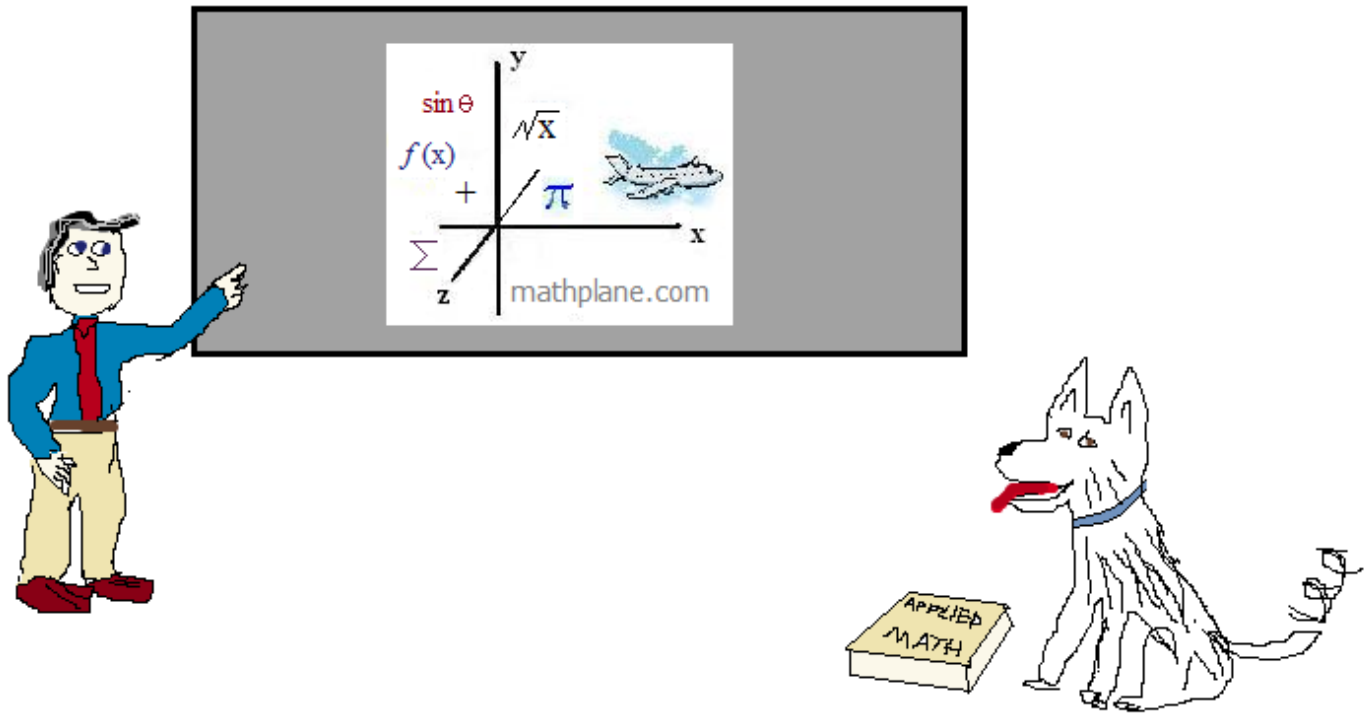 y
sin θ
√x
f(x)
+
π
x
Σ
z
mathplane.com
APPLIED
MATH